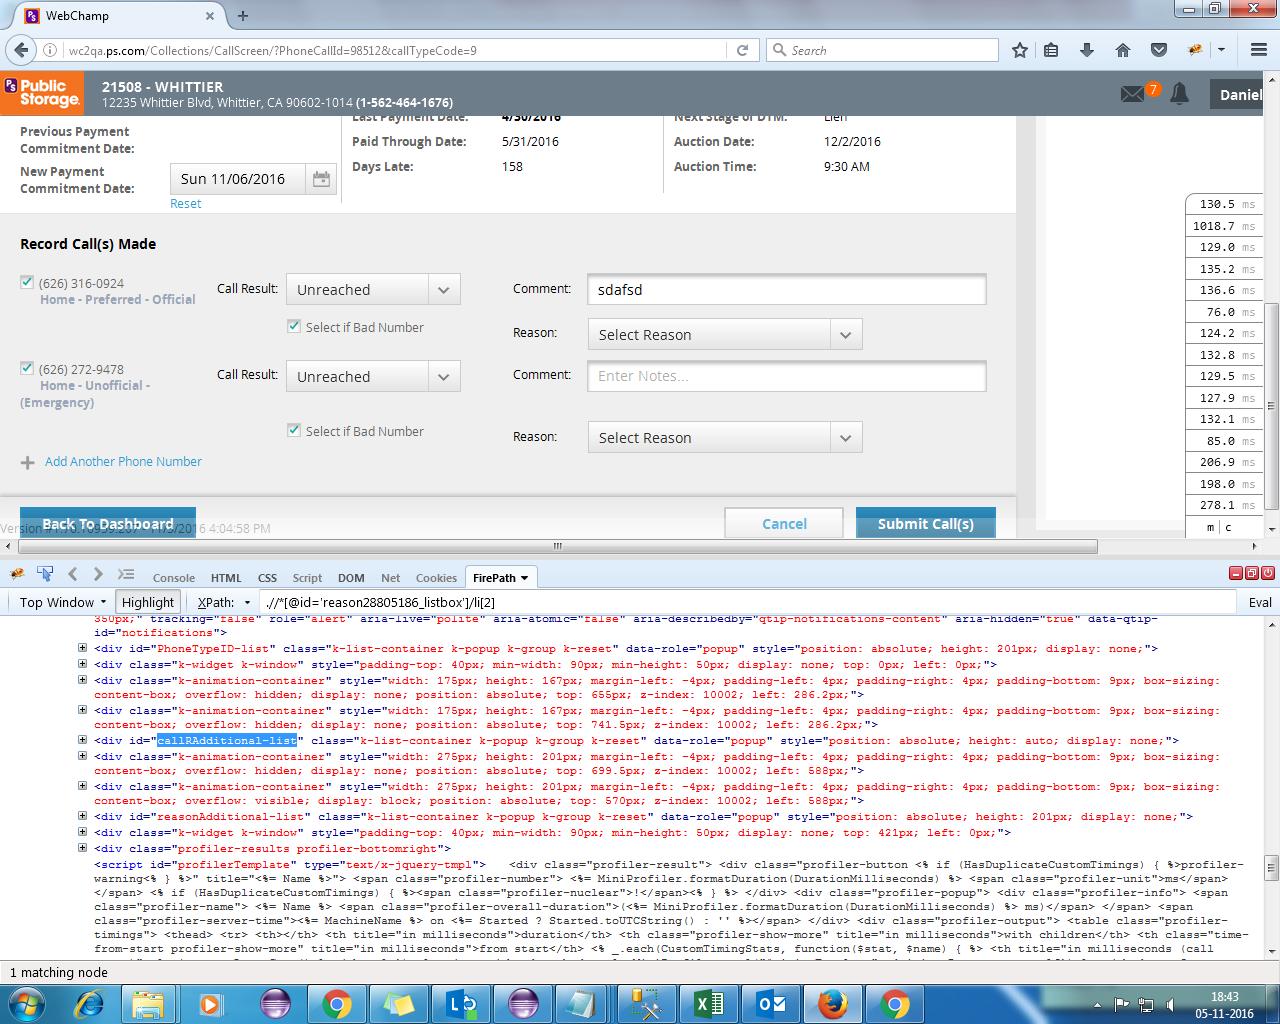 WebChamp
wc2qa.ps.com/Collections/CallScreen/?PhoneCallId=98512&callTypeCode=9
Search
PS Public Storage.
21508 - WHITTIER
12235 Whittier Blvd, Whittier, CA 90602-1014 (1-562-464-1676)
7
Daniel
Last Payment Date: 4/30/2016
Next Stage of DTM: Lien
Previous Payment Commitment Date:
Paid Through Date: 5/31/2016
Auction Date: 12/2/2016
New Payment Commitment Date:
Sun 11/06/2016
Reset
Days Late: 158
Auction Time: 9:30 AM
130.5 ms
1018.7 ms
129.0 ms
135.2 ms
136.6 ms
76.0 ms
124.2 ms
132.8 ms
129.5 ms
127.9 ms
132.1 ms
85.0 ms
206.9 ms
198.0 ms
278.1 ms
m | c
Record Call(s) Made
(626) 316-0924
Home - Preferred - Official
Call Result: Unreached
Comment: sdafsd
Select if Bad Number
Reason: Select Reason
(626) 272-9478
Home - Unofficial -
(Emergency)
Call Result: Unreached
Comment: Enter Notes...
Select if Bad Number
Reason: Select Reason
Add Another Phone Number
Back To Dashboard
4:04:58 PM
Cancel
Submit Call(s)
Console HTML CSS Script DOM Net Cookies FirePath
Top Window Highlight XPath: .//*[@id='reason28805186_listbox']/li[2] Eval
350px;" tracking="false" role="alert" aria-live="polite" aria-atomic="false" aria-describedby="qtip-notifications-content" aria-hidden="true" data-qtip-
id="notifications">
<div id="PhoneTypeID-list" class="k-list-container k-popup k-group k-reset" data-role="popup" style="position: absolute; height: 201px; display: none;">
<div class="k-widget k-window" style="padding-top: 40px; min-width: 90px; min-height: 50px; display: none; top: 0px; left: 0px;">
<div class="k-animation-container" style="width: 175px; height: 167px; margin-left: -4px; padding-left: 4px; padding-right: 4px; padding-bottom: 9px; box-sizing:
content-box; overflow: hidden; display: none; position: absolute; top: 655px; z-index: 10002; left: 286.2px;">
<div class="k-animation-container" style="width: 175px; height: 167px; margin-left: -4px; padding-left: 4px; padding-right: 4px; padding-bottom: 9px; box-sizing:
content-box; overflow: hidden; display: none; position: absolute; top: 741.5px; z-index: 10002; left: 286.2px;">
<div id="callRAdditional-list" class="k-list-container k-popup k-group k-reset" data-role="popup" style="position: absolute; height: auto; display: none;">
<div class="k-animation-container" style="width: 275px; height: 201px; margin-left: -4px; padding-left: 4px; padding-right: 4px; padding-bottom: 9px; box-sizing:
content-box; overflow: hidden; display: none; position: absolute; top: 699.5px; z-index: 10002; left: 588px;">
<div class="k-animation-container" style="width: 275px; height: 201px; margin-left: -4px; padding-left: 4px; padding-right: 4px; padding-bottom: 9px; box-sizing:
content-box; overflow: visible; display: block; position: absolute; top: 570px; z-index: 10002; left: 588px;">
<div id="reasonAdditional-list" class="k-list-container k-popup k-group k-reset" data-role="popup" style="position: absolute; height: 201px; display: none;">
<div class="k-widget k-window" style="padding-top: 40px; min-width: 90px; min-height: 50px; display: none; top: 421px; left: 0px;">
<div class="profiler-results profiler-bottomright">
<script id="profilerTemplate" type="text/x-jquery-tmpl"> <div class="profiler-result"> <div class="profiler-button <% if (HasDuplicateCustomTimings) { %>profiler-
warning<% } %>" title="<%= Name %>"> <span class="profiler-number"> <%= MiniProfiler.formatDuration(DurationMilliseconds) %> <span class="profiler-unit">ms</span>
</span> <% if (HasDuplicateCustomTimings) { %><span class="profiler-nuclear">!</span><% } %> </div> <div class="profiler-popup"> <div class="profiler-info"> <span
class="profiler-name"> <%= Name %> <span class="profiler-overall-duration">(<%= MiniProfiler.formatDuration(DurationMilliseconds) %> ms)</span> </span> <span
class="profiler-server-time"><%= MachineName %> on <%= Started ? Started.toUTCString() : '' %></span> </div> <div class="profiler-output"> <table class="profiler-
timings"> <thead> <tr> <th></th> <th title="in milliseconds">duration</th> <th class="profiler-show-more" title="in milliseconds">with children</th> <th class="time-
from-start profiler-show-more" title="in milliseconds">from start</th> <% _.each(CustomTimingStats, function($stat, $name) { %> <th title="in milliseconds (call
1 matching node
18:43
05-11-2016